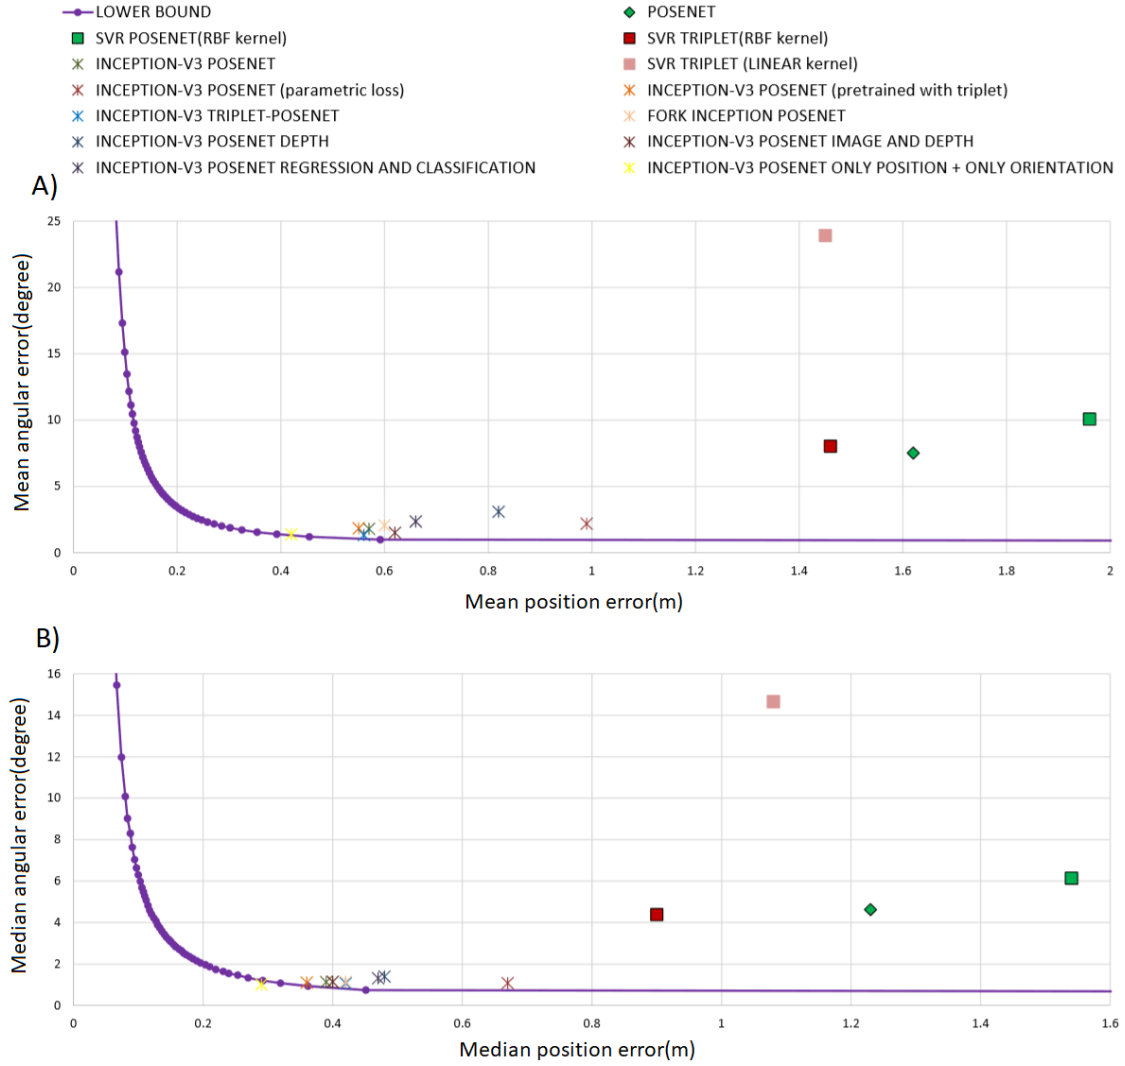 LOWER BOUND
POSENET
SVR POSENET(RBF kernel)
SVR TRIPLET(RBF kernel)
INCEPTION-V3 POSENET
SVR TRIPLET (LINEAR kernel)
INCEPTION-V3 POSENET (parametric loss)
INCEPTION-V3 POSENET (pretrained with triplet)
INCEPTION-V3 TRIPLET-POSENET
FORK INCEPTION POSENET
INCEPTION-V3 POSENET DEPTH
INCEPTION-V3 POSENET IMAGE AND DEPTH
INCEPTION-V3 POSENET REGRESSION AND CLASSIFICATION
INCEPTION-V3 POSENET ONLY POSITION + ONLY ORIENTATION
A)
Mean angular error(degree)
25
20
15
10
5
0
0 0.2 0.4 0.6 0.8 1 1.2 1.4 1.6 1.8 2
Mean position error(m)
B)
Median angular error(degree)
16
14
12
10
8
6
4
2
0
0 0.2 0.4 0.6 0.8 1 1.2 1.4 1.6
Median position error(m)